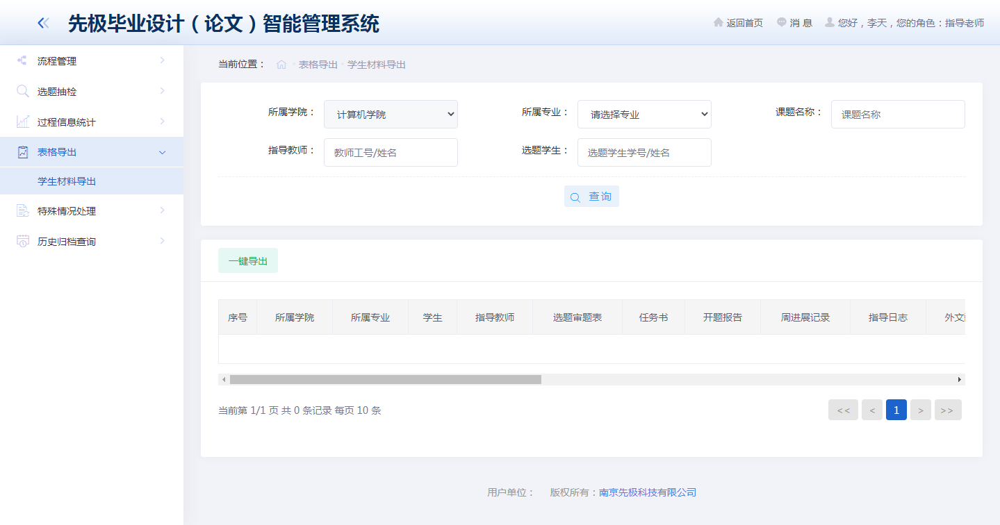 先极毕业设计（论文）智能管理系统
返回首页 消 息 您好，李天，您的角色：指导老师
流程管理
选题抽检
过程信息统计
表格导出
学生材料导出
特殊情况处理
历史归档查询
当前位置： 表格导出 学生材料导出
所属学院： 计算机学院 所属专业： 请选择专业 课题名称： 课题名称
指导教师： 教师工号/姓名 选题学生： 选题学生学号/姓名
查询
一键导出
序号 所属学院 所属专业 学生 指导教师 选题审题表 任务书 开题报告 周进展记录 指导日志 外文
当前第 1/1 页 共 0 条记录 每页 10 条 << < 1 > >>
用户单位： 版权所有：南京先极科技有限公司